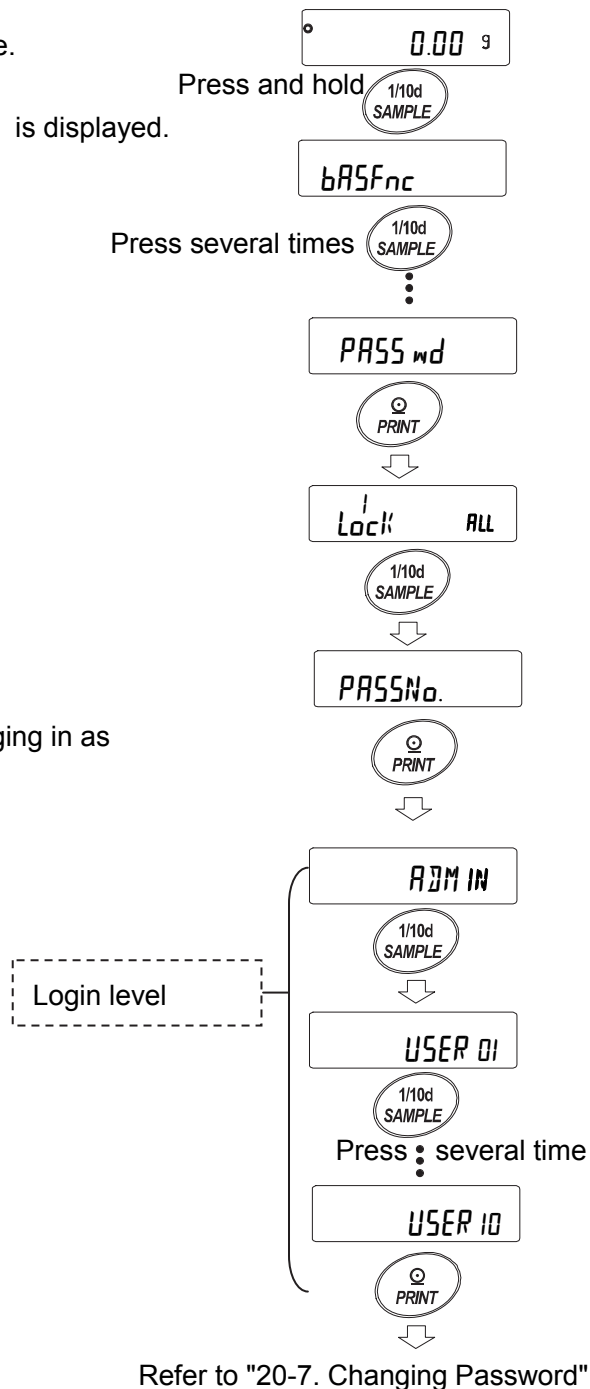 0.00 g
e.
Press and hold
1/10d
SAMPLE
is displayed.
bASFnc
Press several times
1/10d
SAMPLE
PASS wd
PRINT
1
Lock ALL
1/10d
SAMPLE
PASSNo.
ging in as
PRINT
ADMIN
1/10d
SAMPLE
Login level
USER 01
1/10d
SAMPLE
Press several time
USER 10
PRINT
Refer to "20-7. Changing Password"